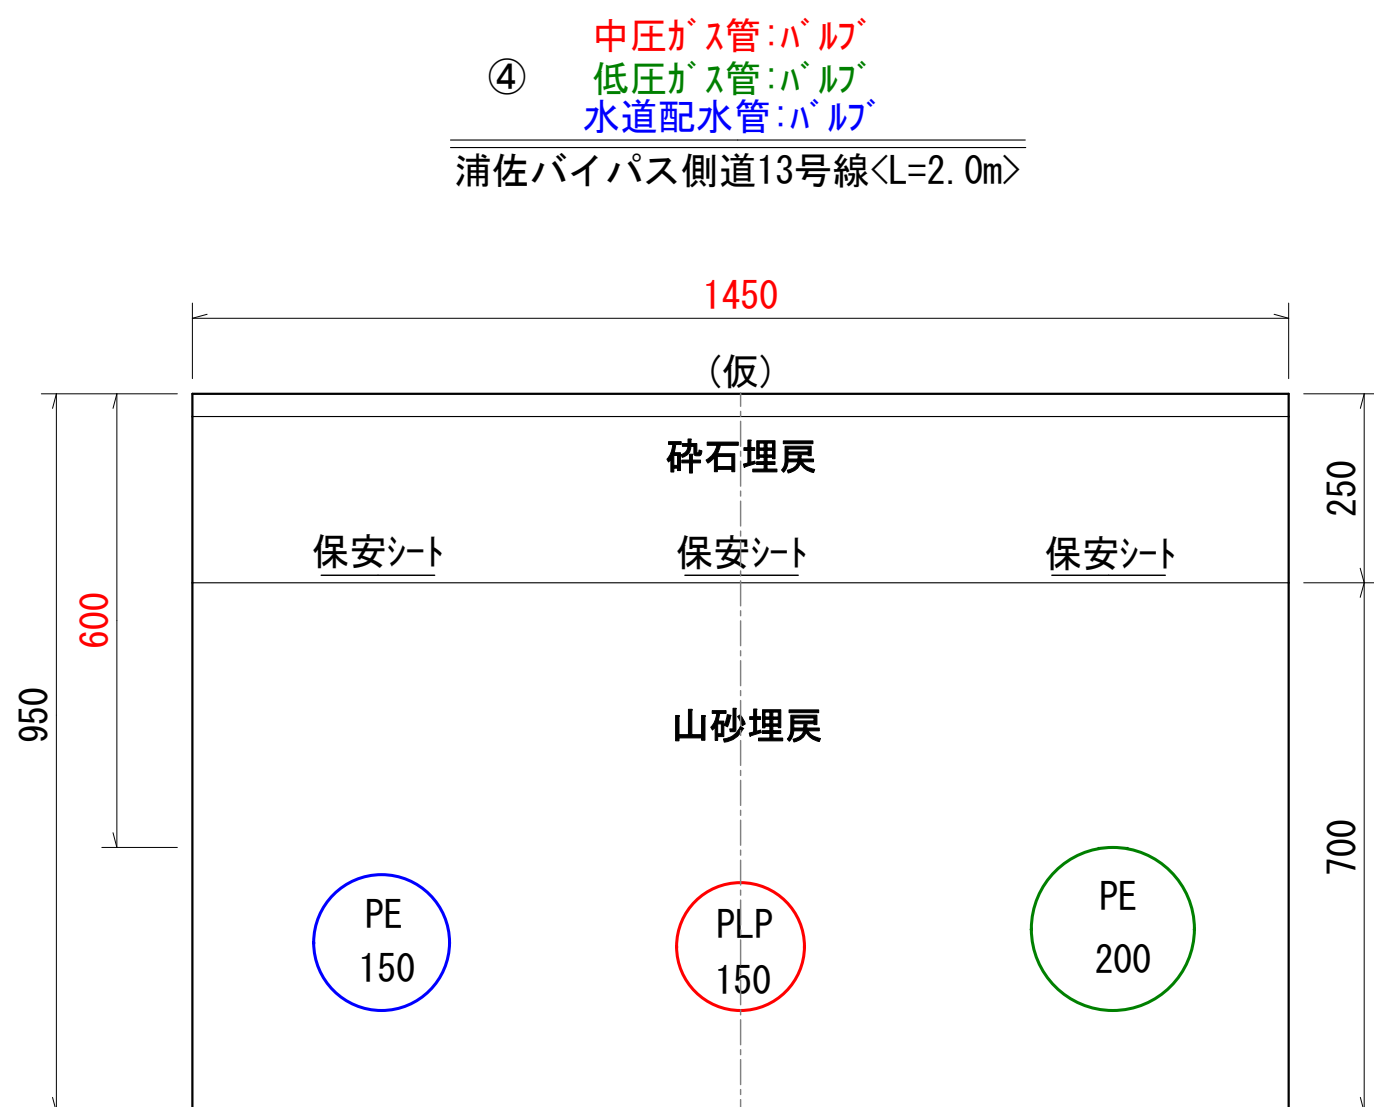 中圧ｶﾞｽ管:ﾊﾞﾙﾌﾞ
④ 低圧ｶﾞｽ管:ﾊﾞﾙﾌﾞ
水道配水管:ﾊﾞﾙﾌﾞ
浦佐バイパス側道13号線<L=2.0m>
1450
(仮)
砕石埋戻
250
保安ｼｰﾄ 保安ｼｰﾄ 保安ｼｰﾄ
600
950
山砂埋戻
700
PE
150
PLP
150
PE
200